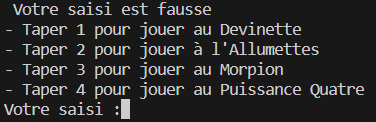 Votre saisi est fausse
- Taper 1 pour jouer au Devinette
- Taper 2 pour jouer à l'Allumettes
- Taper 3 pour jouer au Morpion
- Taper 4 pour jouer au Puissance Quatre
Votre saisi :